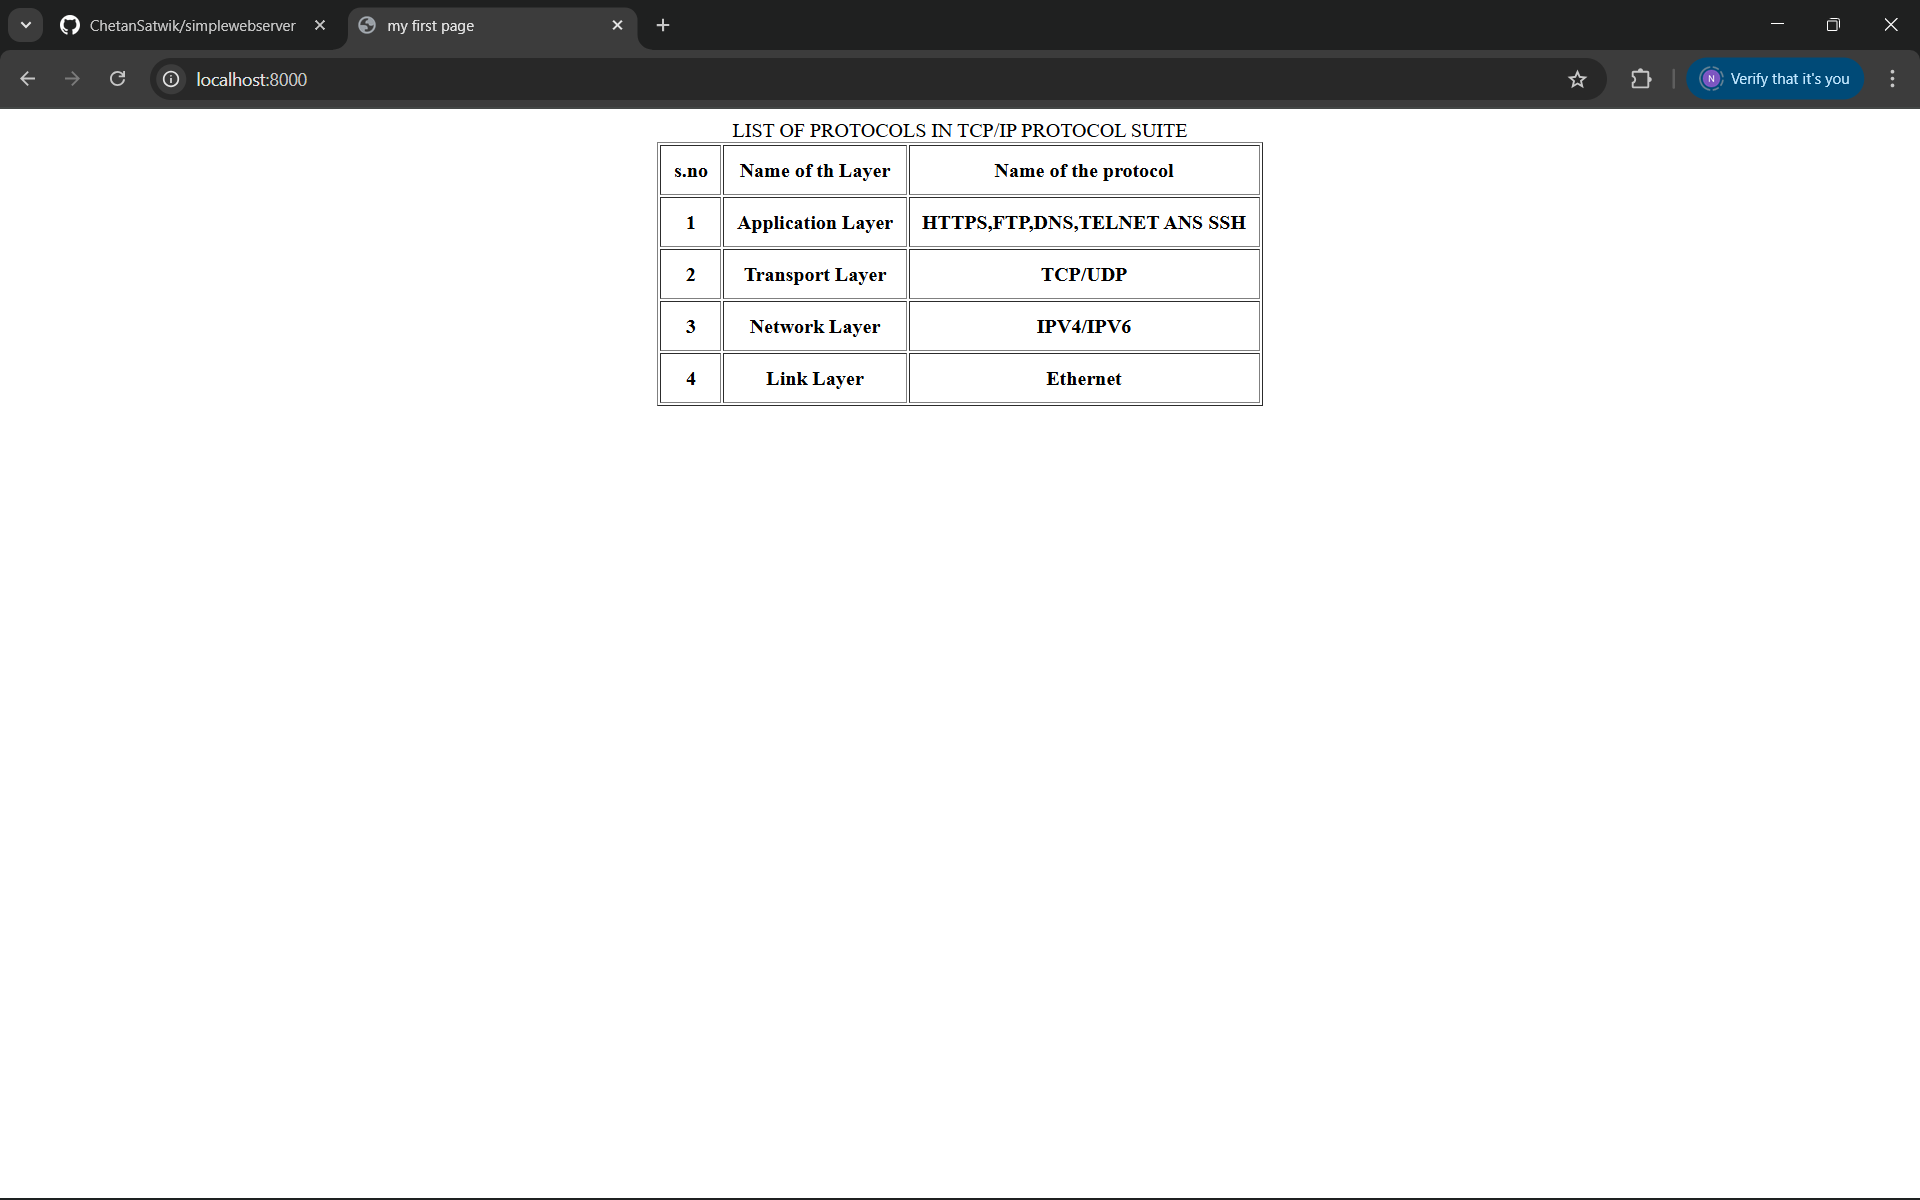 ChetanSatwik/simplewebserver
my first page
localhost:8000
N
Verify that it's you
LIST OF PROTOCOLS IN TCP/IP PROTOCOL SUITE
s.no Name of th Layer Name of the protocol
1 Application Layer HTTPS,FTP,DNS,TELNET ANS SSH
2 Transport Layer TCP/UDP
3 Network Layer IPV4/IPV6
4 Link Layer Ethernet